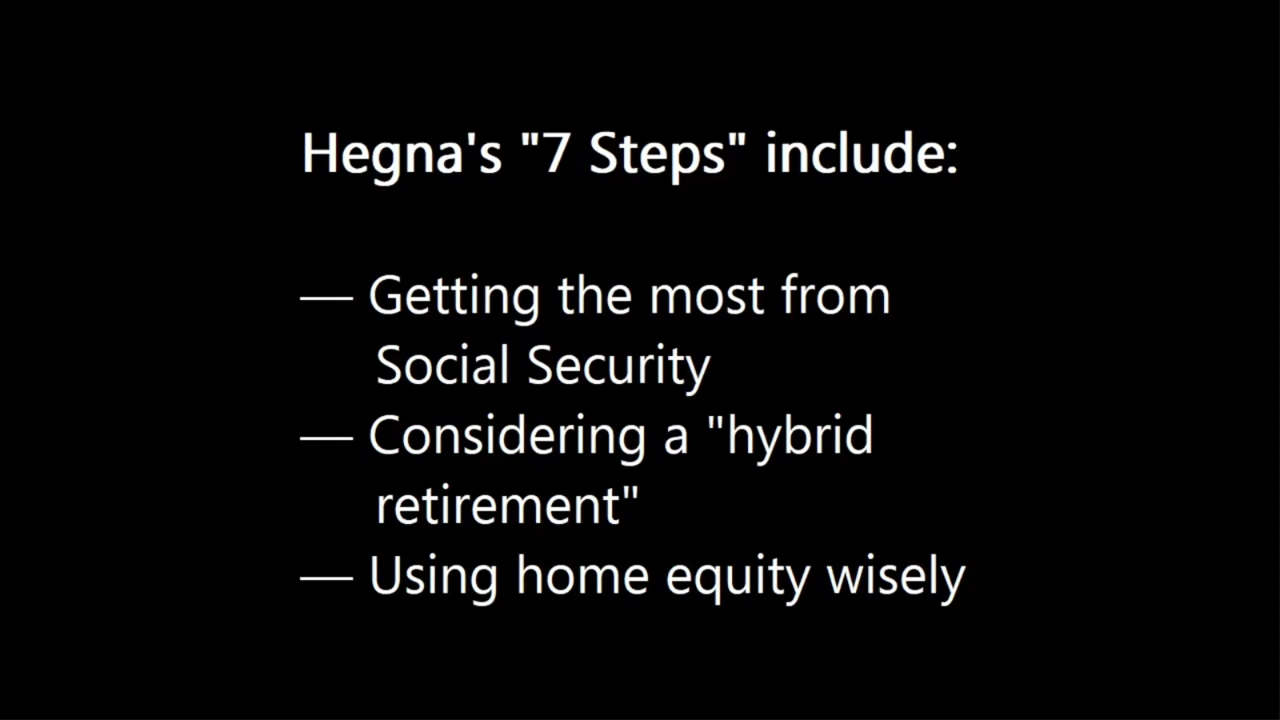 Hegna's "7 Steps" include:
— Getting the most from
Social Security
— Considering a "hybrid
retirement"
— Using home equity wisely